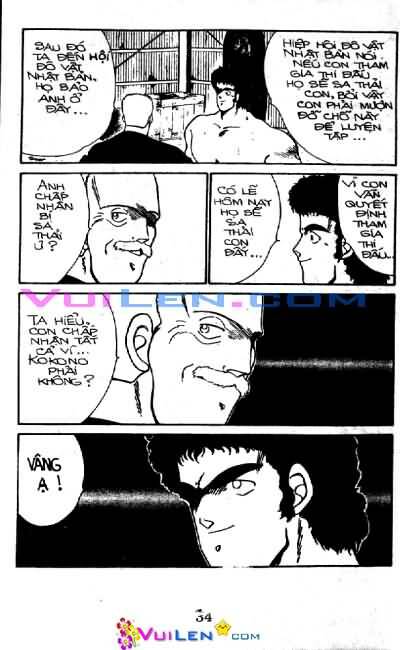 SAU ĐÓ
TA ĐẾN HỘI
ĐÔ VẬT
NHẬT BẢN,
HỌ BẢO
ANH Ở
ĐÂY...
HIỆP HỘI ĐÔ VẬT
NHẬT BẢN NÓI
NẾU CON THAM
GIA THI ĐẤU
HỌ SẼ SA THẢI
CON, BỞI VẬY
CON PHẢI MƯỢN
ĐỠ CHỖ NÀY
ĐỂ LUYỆN
TẬP...
ANH
CHẤP
NHẬN
BỊ
SA
THẢI
Ư?
VÌ CON
VẪN
QUYẾT
ĐỊNH
THAM
GIA
THI
ĐẤU...
CÓ LẼ
HÔM NAY
HỌ SẼ
SA
THẢI
CON
ĐẤY...
VUILEN.COM
TA HIỂU,
CON CHẤP
NHẬN TẤT
CẢ VÌ...
KOKONO
PHẢI
KHÔNG?
VÂNG
Ạ!
34
VUILEN.COM